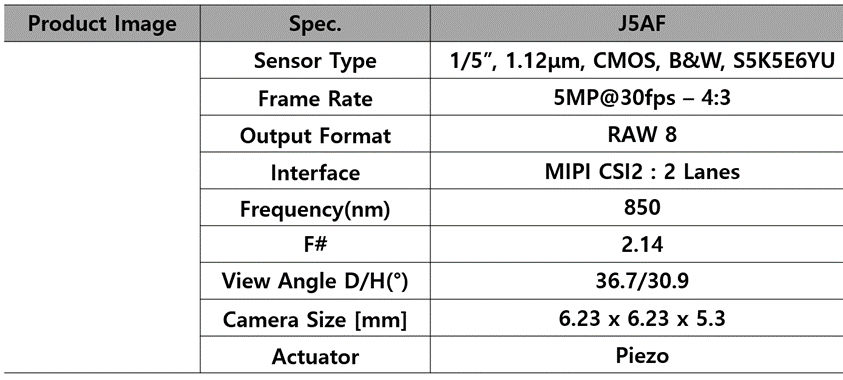 Product Image Spec. J5AF
Sensor Type 1/5”, 1.12μm, CMOS, B&W, S5K5E6YU
Frame Rate 5MP@30fps – 4:3
Output Format RAW 8
Interface MIPI CSI2 : 2 Lanes
Frequency(nm) 850
F# 2.14
View Angle D/H(°) 36.7/30.9
Camera Size [mm] 6.23 x 6.23 x 5.3
Actuator Piezo